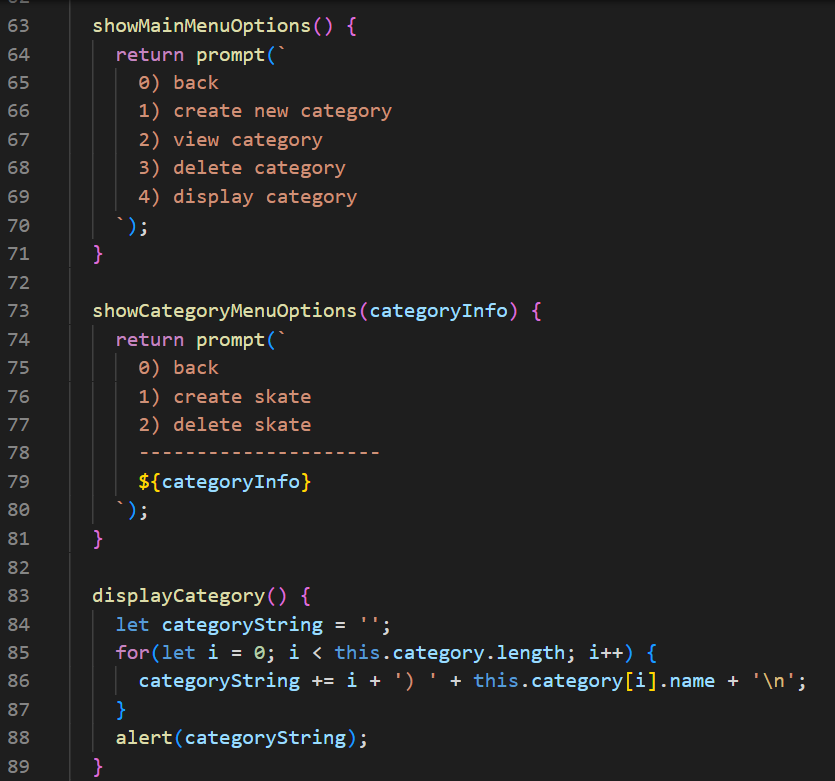 63 showMainMenuOptions() {
64 return prompt(`
65 0) back
66 1) create new category
67 2) view category
68 3) delete category
69 4) display category
70 `);
71 }
72
73 showCategoryMenuOptions(categoryInfo) {
74 return prompt(`
75 0) back
76 1) create skate
77 2) delete skate
78 ---------------------
79 ${categoryInfo}
80 `);
81 }
82
83 displayCategory() {
84 let categoryString = '';
85 for(let i = 0; i < this.category.length; i++) {
86 categoryString += i + ') ' + this.category[i].name + '\n';
87 }
88 alert(categoryString);
89 }